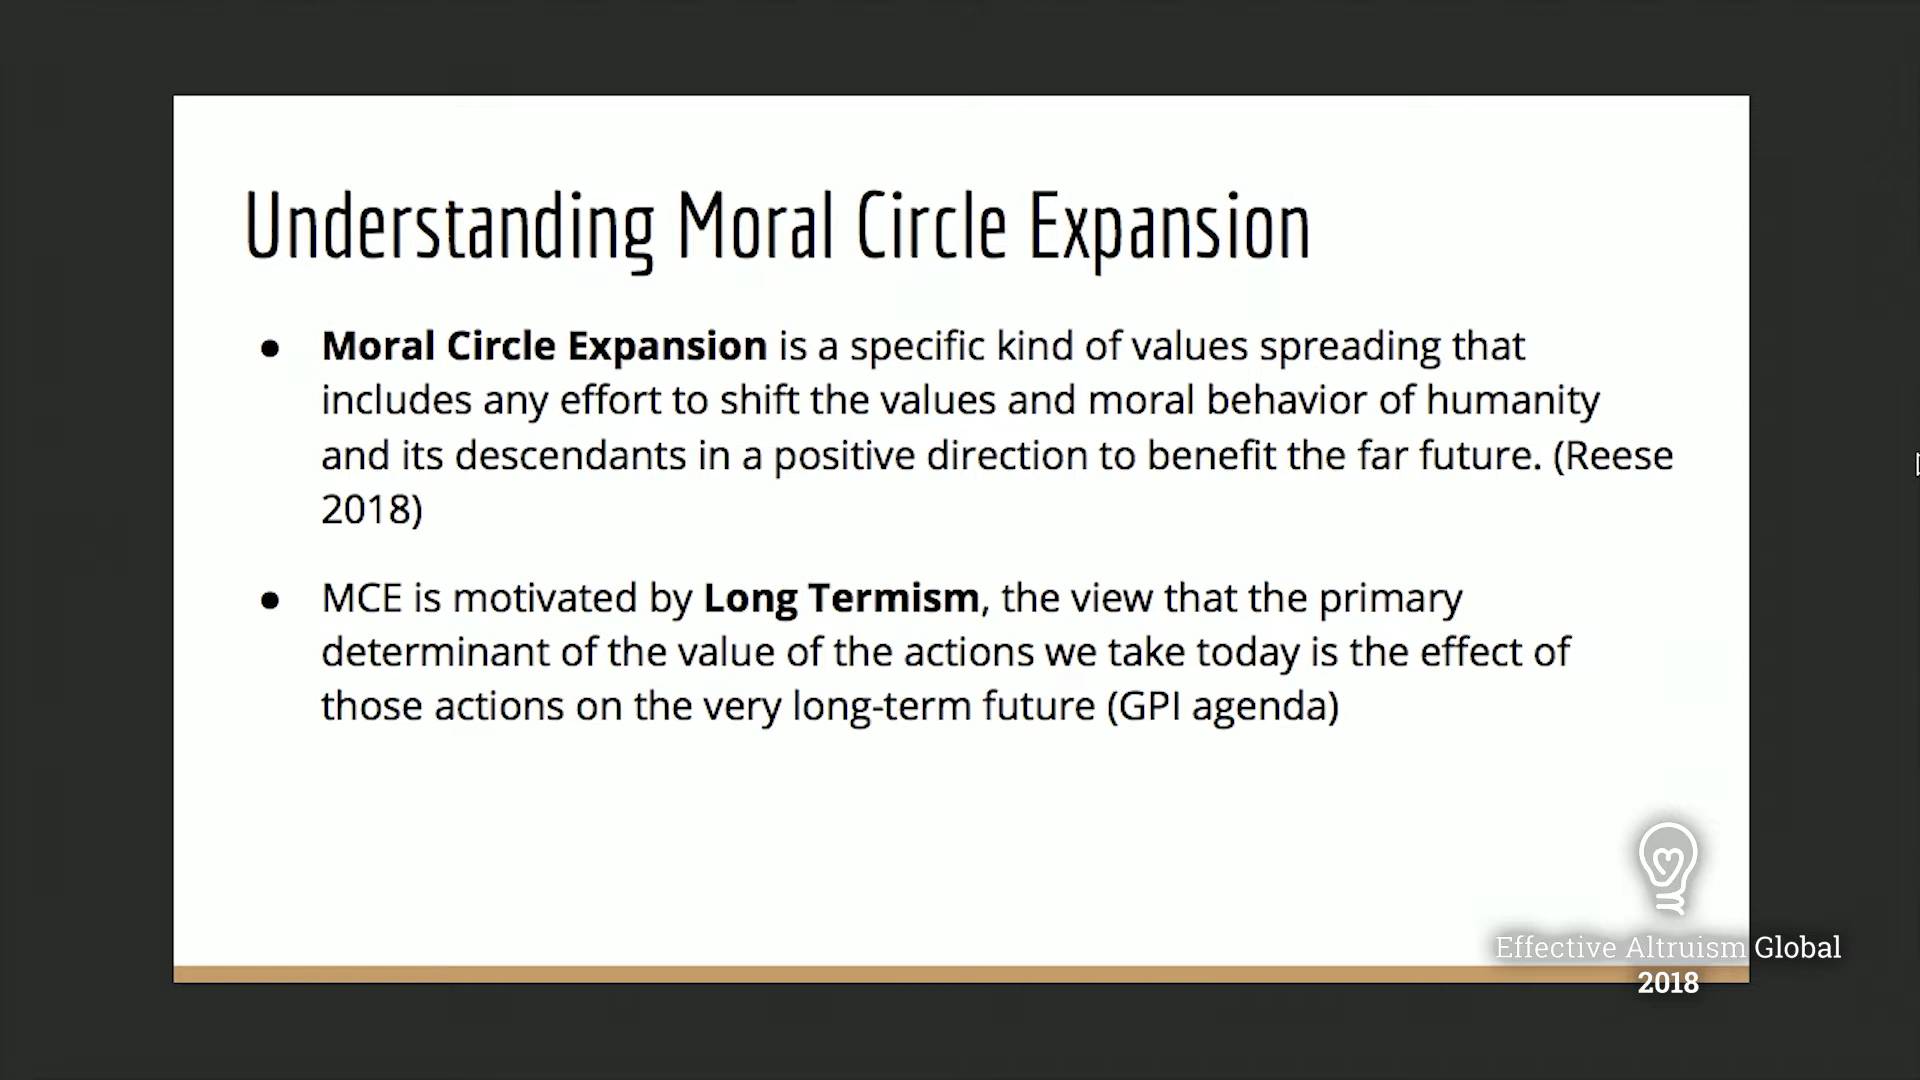 Understanding Moral Circle Expansion
● Moral Circle Expansion is a specific kind of values spreading that
includes any effort to shift the values and moral behavior of humanity
and its descendants in a positive direction to benefit the far future. (Reese
2018)
● MCE is motivated by Long Termism, the view that the primary
determinant of the value of the actions we take today is the effect of
those actions on the very long-term future (GPI agenda)
Effective Altruism Global
2018